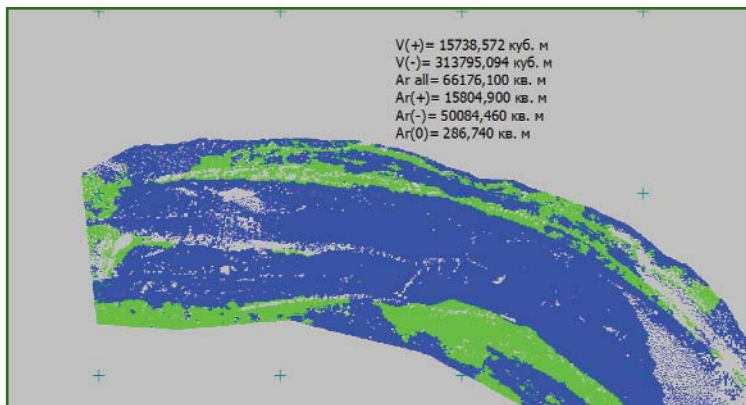 V(+)= 15738,572 куб. м
V(-)= 313795,094 куб. м
Ar all= 66176,100 кв. м
Ar(+)= 15804,900 кв. м
Ar(-)= 50084,460 кв. м
Ar(0)= 286,740 кв. м